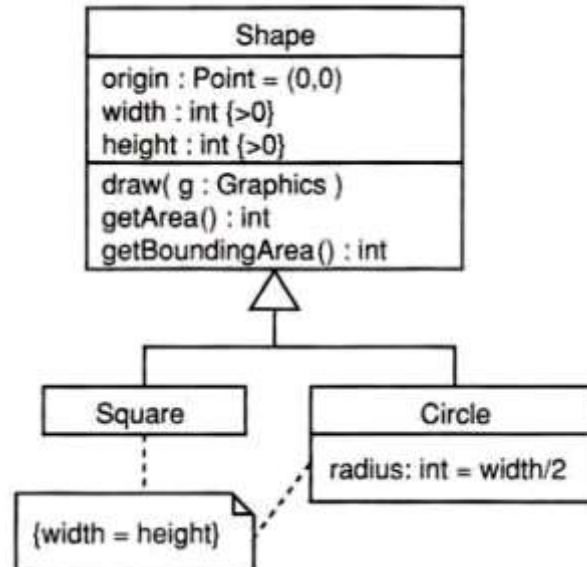 Shape
origin : Point = (0,0)
width : int {>0}
height : int {>0}
draw( g : Graphics )
getArea() : int
getBoundingArea() : int
Square
Circle
radius: int = width/2
{width = height}